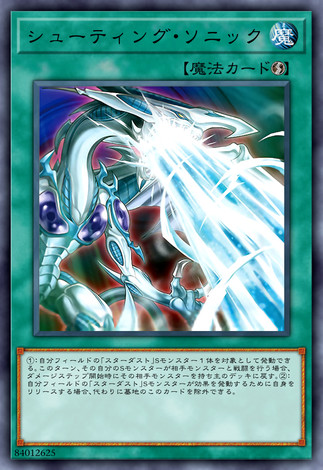 シューティング・ソニック
魔
【魔法カード】
①:自分フィールドの「スターダスト」Sモンスター1体を対象として発動でき
る。このターン、その自分のSモンスターが相手モンスターと戦闘を行う場合、
ダメージステップ開始時にその相手モンスターを持ち主のデッキに戻す。②:
自分フィールドの「スターダスト」Sモンスターが効果を発動するために自身を
リリースする場合、代わりに墓地のこのカードを除外できる。
84012625